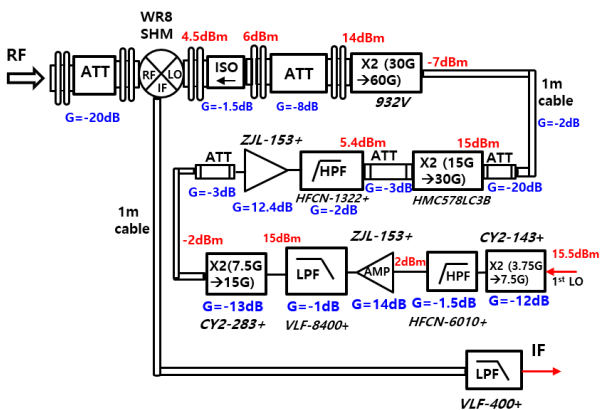 WR8
SHM
RF
ATT
G=-20dB
RF
LO
IF
4.5dBm
ISO
G=-1.5dB
6dBm
ATT
G=-8dB
14dBm
X2 (30G
→60G)
932V
-7dBm
1m
cable
G=-2dB
ATT
G=-3dB
ZJL-153+
G=12.4dB
HPF
HFCN-1322+
G=-2dB
5.4dBm
ATT
G=-3dB
X2 (15G
→30G)
HMC578LC3B
15dBm
ATT
G=-20dB
1m
cable
-2dBm
X2(7.5G
→15G)
G=-13dB
CY2-283+
15dBm
LPF
G=-1dB
VLF-8400+
ZJL-153+
AMP
G=14dB
2dBm
HPF
G=-1.5dB
HFCN-6010+
CY2-143+
X2 (3.75G
→7.5G)
G=-12dB
15.5dBm
1st LO
LPF
VLF-400+
IF